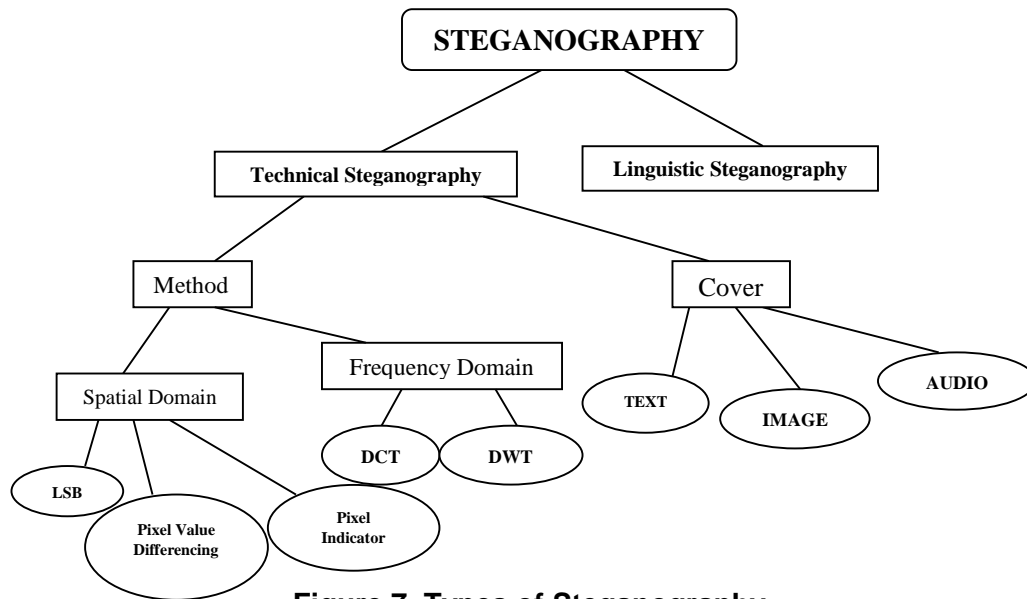 STEGANOGRAPHY
Technical Steganography
Linguistic Steganography
Method
Cover
Frequency Domain
Spatial Domain
TEXT
IMAGE
AUDIO
DCT
DWT
LSB
Pixel Value
Differencing
Pixel
Indicator
Figure 7. Types of Steganography